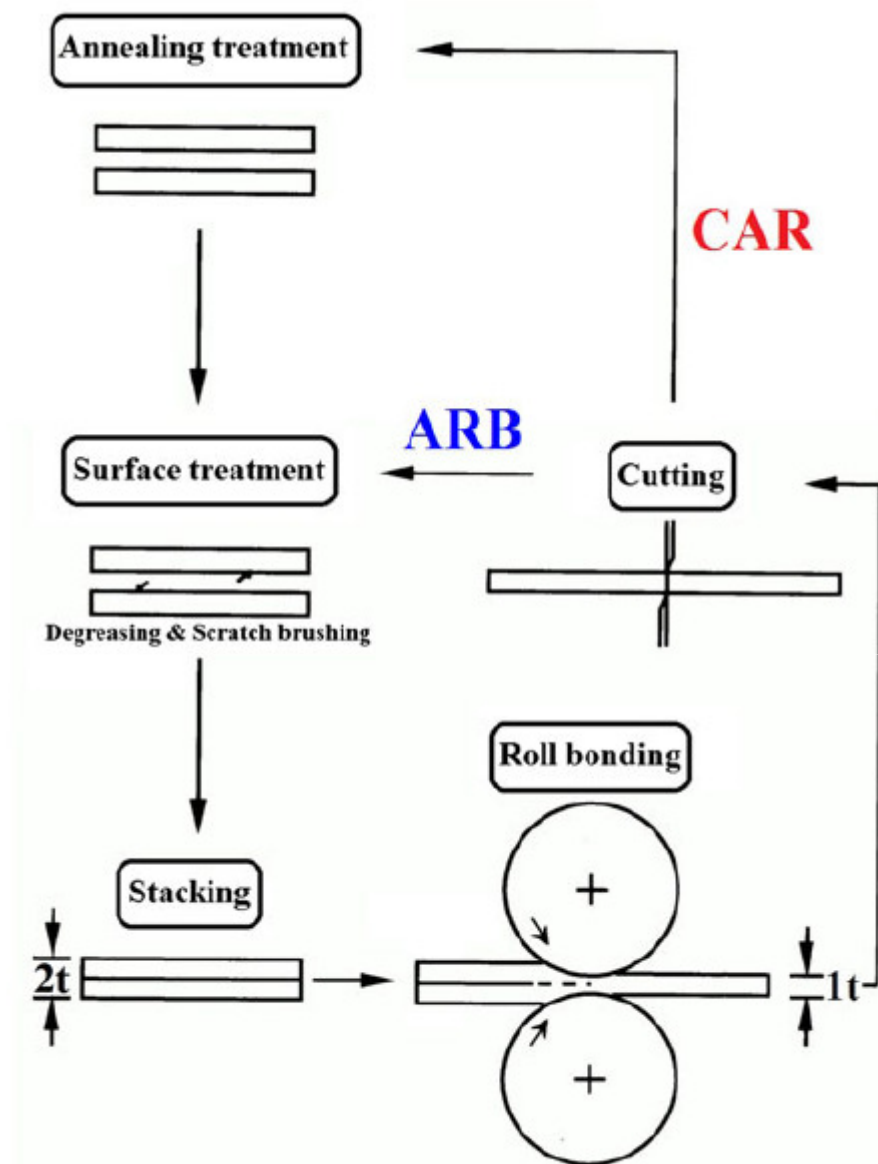 Annealing treatment
CAR
ARB
Surface treatment
Cutting
Degreasing & Scratch brushing
Roll bonding
Stacking
2t
1t